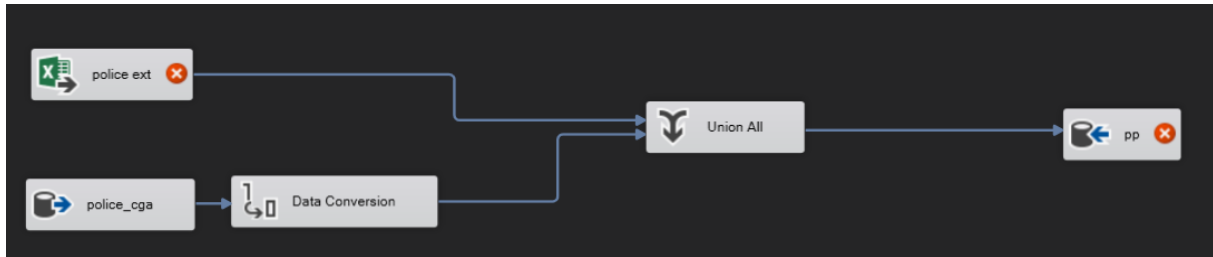 police ext
Union All
pp
police_cga
Data Conversion